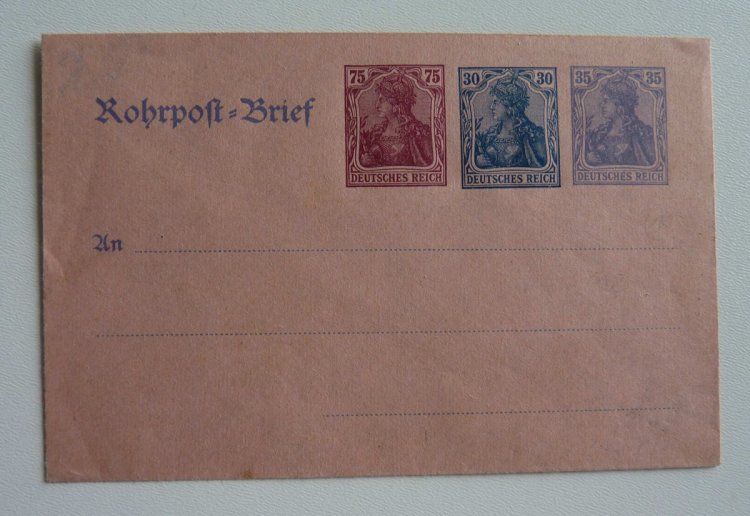 75 75 30 30 35 35
Rohrpoſt=Brief
DEUTSCHES REICH DEUTSCHES REICH DEUTSCHES REICH
An